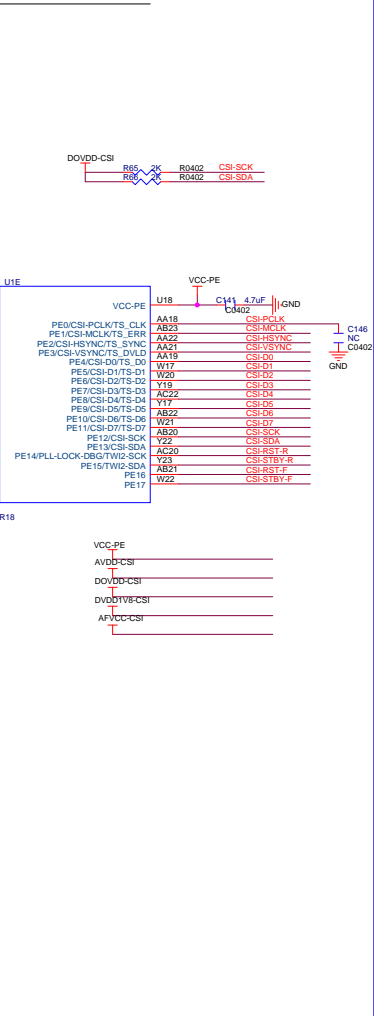 DOVDD-CSI
R65 2K R0402 CSI-SCK
R66 2K R0402 CSI-SDA
U1E
VCC-PE
VCC-PE U18 C141 4.7uF GND
C0402
PE0/CSI-PCLK/TS_CLK AA18 CSI-PCLK
PE1/CSI-MCLK/TS_ERR AB23 CSI-MCLK
PE2/CSI-HSYNC/TS_SYNC AA22 CSI-HSYNC
PE3/CSI-VSYNC/TS_DVLD AA21 CSI-VSYNC
PE4/CSI-D0/TS_D0 AA19 CSI-D0
PE5/CSI-D1/TS-D1 W17 CSI-D1
PE6/CSI-D2/TS-D2 W20 CSI-D2
PE7/CSI-D3/TS-D3 Y19 CSI-D3
PE8/CSI-D4/TS-D4 AC22 CSI-D4
PE9/CSI-D5/TS-D5 Y17 CSI-D5
PE10/CSI-D6/TS-D6 AB22 CSI-D6
PE11/CSI-D7/TS-D7 W21 CSI-D7
PE12/CSI-SCK AB20 CSI-SCK
PE13/CSI-SDA Y22 CSI-SDA
PE14/PLL-LOCK-DBG/TWI2-SCK AC20 CSI-RST-R
PE15/TWI2-SDA Y23 CSI-STBY-R
PE16 AB21 CSI-RST-F
PE17 W22 CSI-STBY-F
C146
NC
C0402
GND
R18
VCC-PE
AVDD-CSI
DOVDD-CSI
DVDD1V8-CSI
AFVCC-CSI